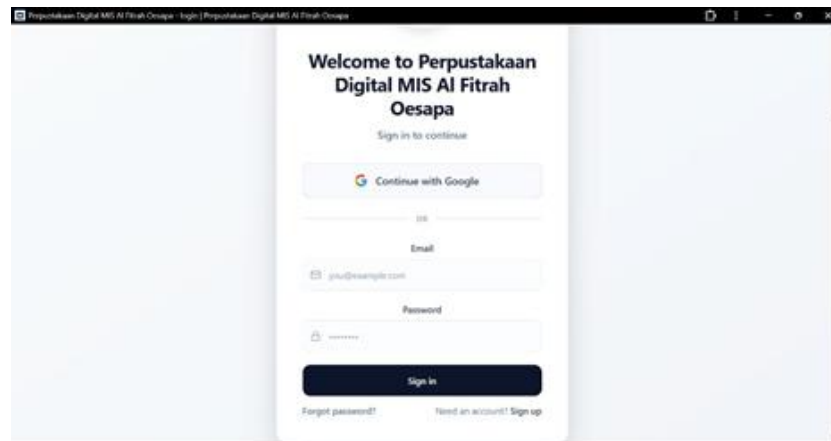 Perpustakaan Digital MIS Al Fitrah Oesapa - login | Perpustakaan Digital MIS Al Fitrah Oesapa
Welcome to Perpustakaan
Digital MIS Al Fitrah
Oesapa
Sign in to continue
Continue with Google
OR
Email
you@example.com
Password
Sign in
Forgot password? Need an account? Sign up